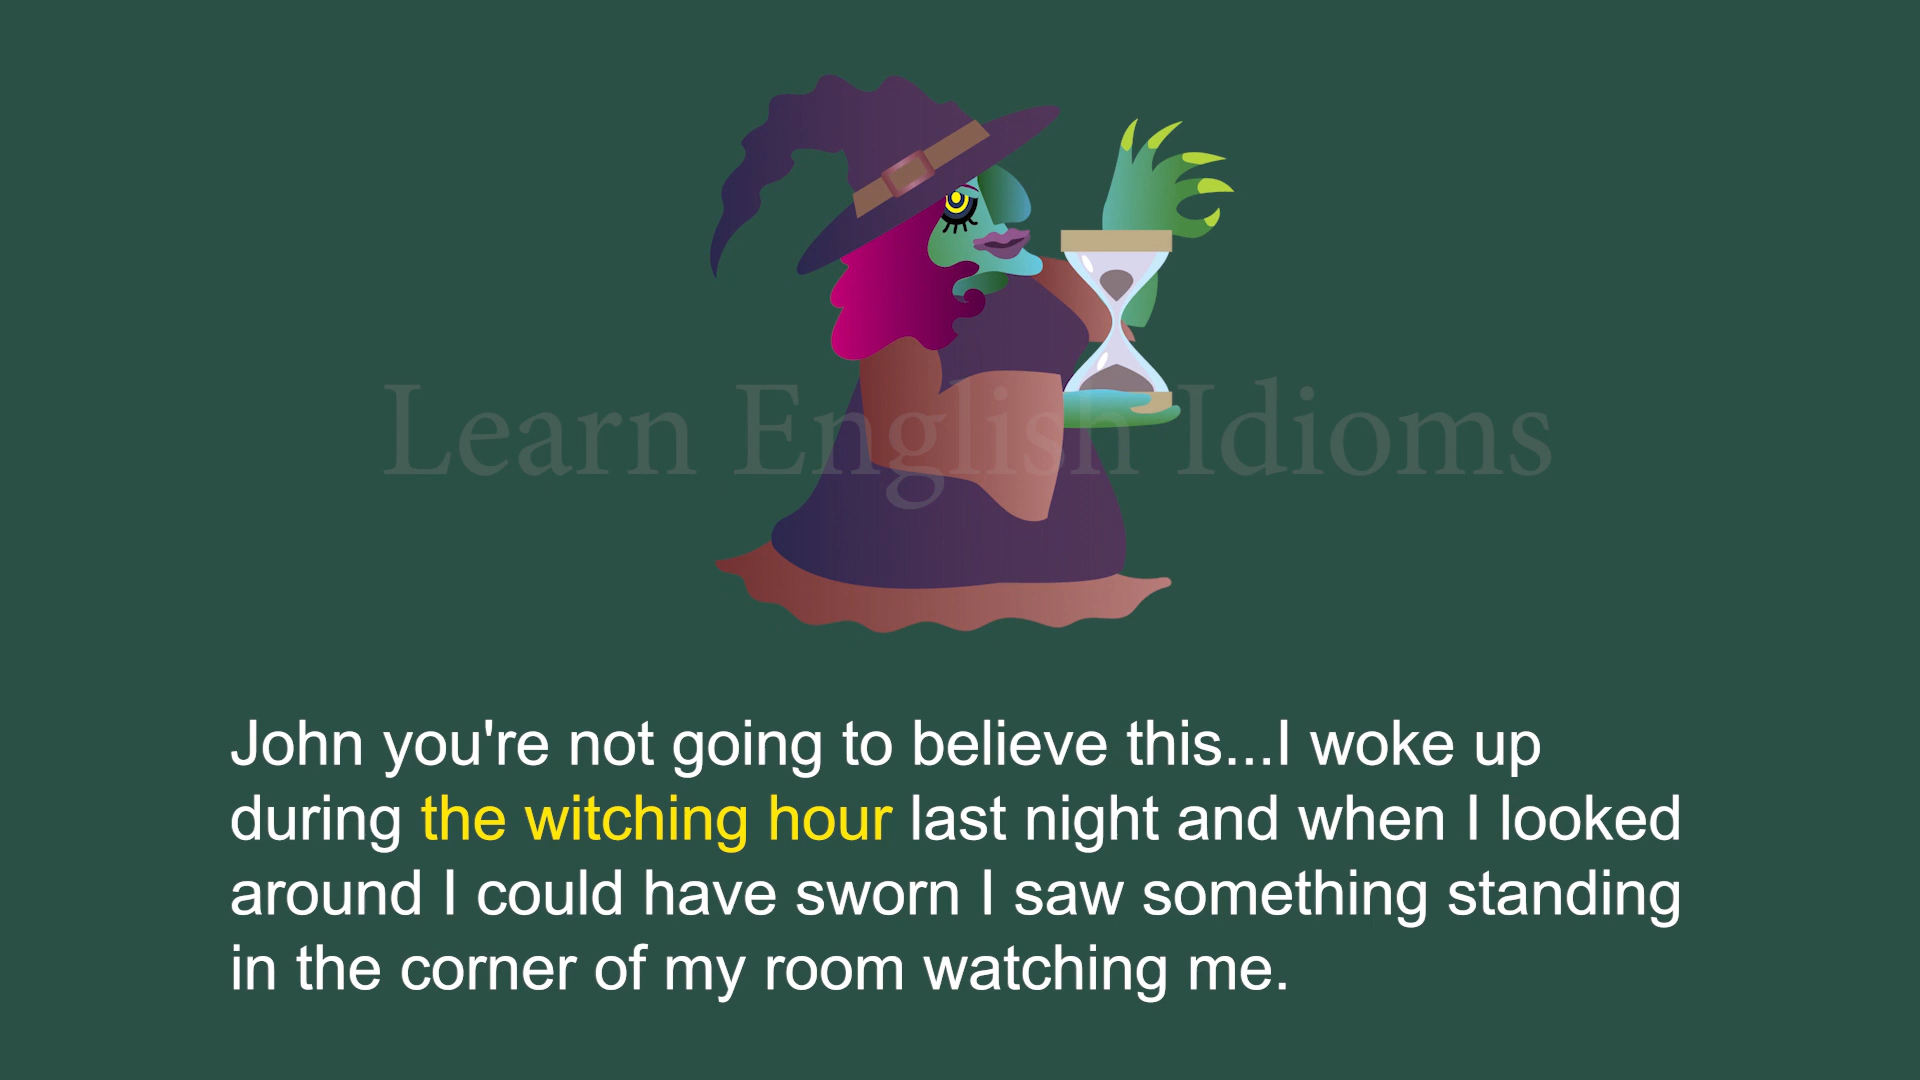 Learn English Idioms
John you're not going to believe this...I woke up
during the witching hour last night and when I looked
around I could have sworn I saw something standing
in the corner of my room watching me.